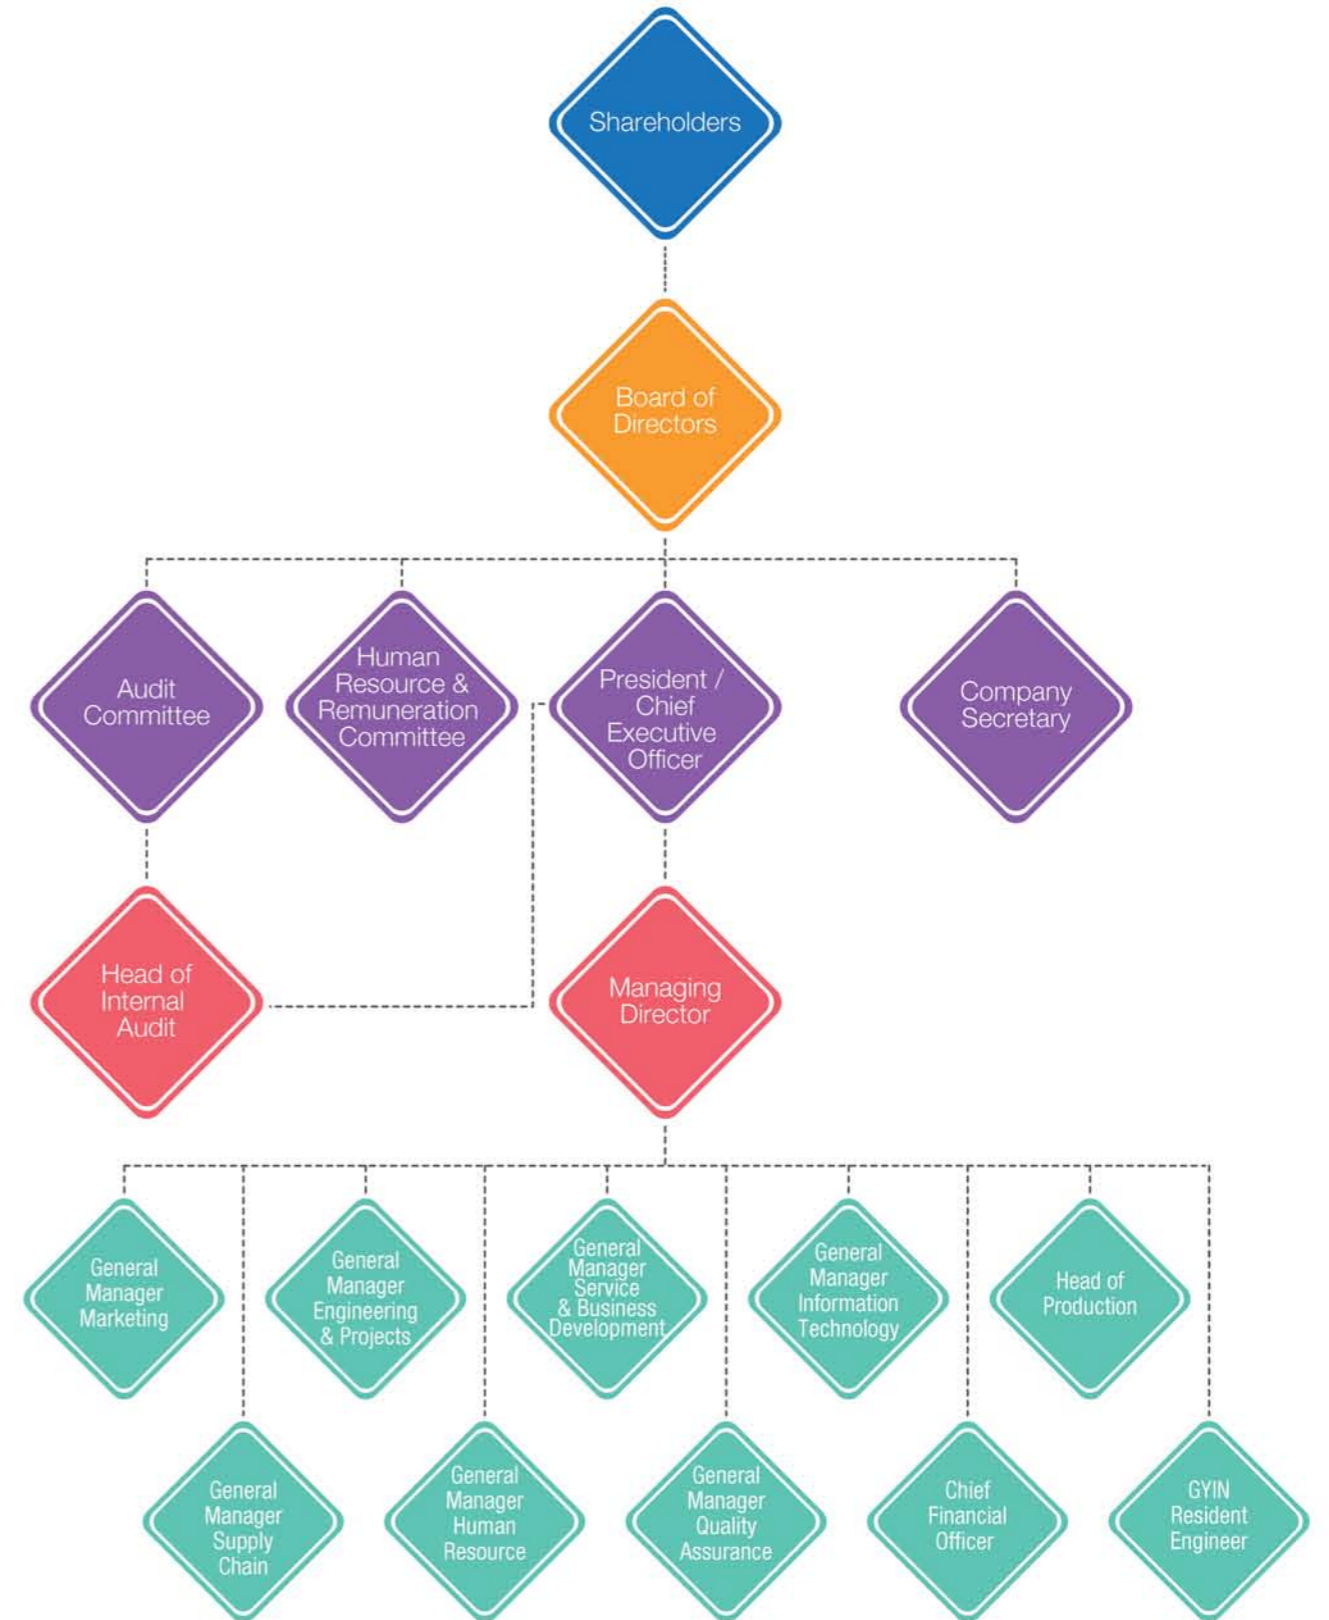 Shareholders
Board of
Directors
Audit
Committee
Human
Resource &
Remuneration
Committee
President /
Chief
Executive
Officer
Company
Secretary
Head of
Internal
Audit
Managing
Director
General
Manager
Marketing
General
Manager
Engineering
& Projects
General
Manager
Service
& Business
Development
General
Manager
Information
Technology
Head of
Production
General
Manager
Supply
Chain
General
Manager
Human
Resource
General
Manager
Quality
Assurance
Chief
Financial
Officer
GYIN
Resident
Engineer